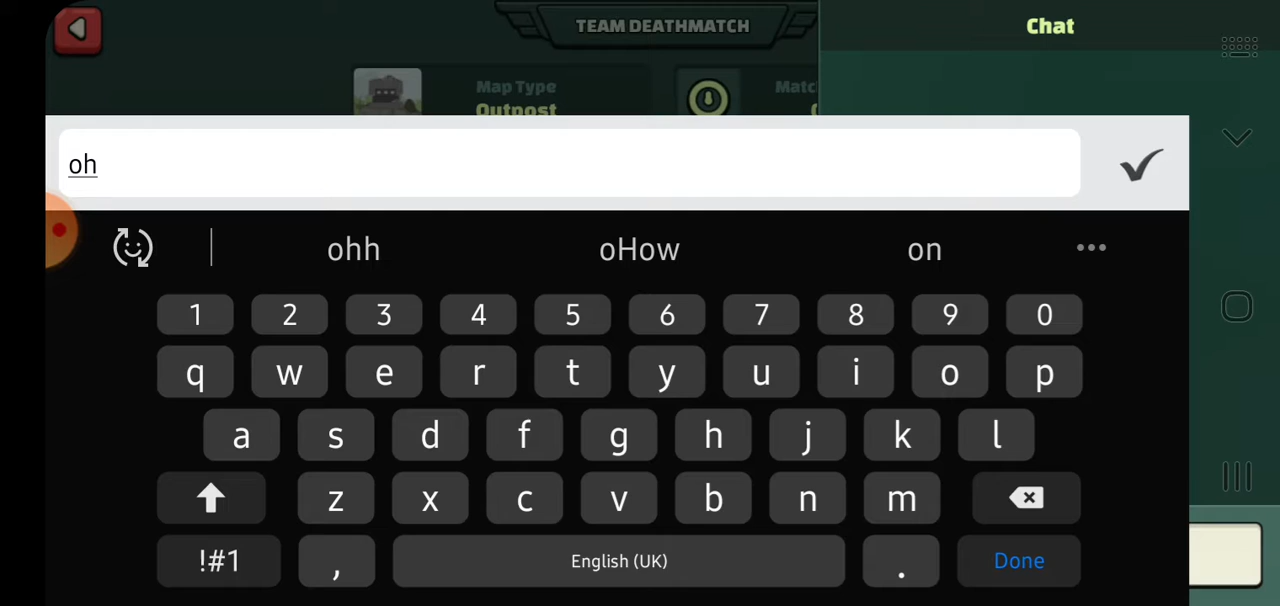 TEAM DEATHMATCH
Chat
Map Type
Outpost
oh
ohh oHow on
1 2 3 4 5 6 7 8 9 0
q w e r t y u i o p
a s d f g h j k l
z x c v b n m
!#1 , English (UK) . Done